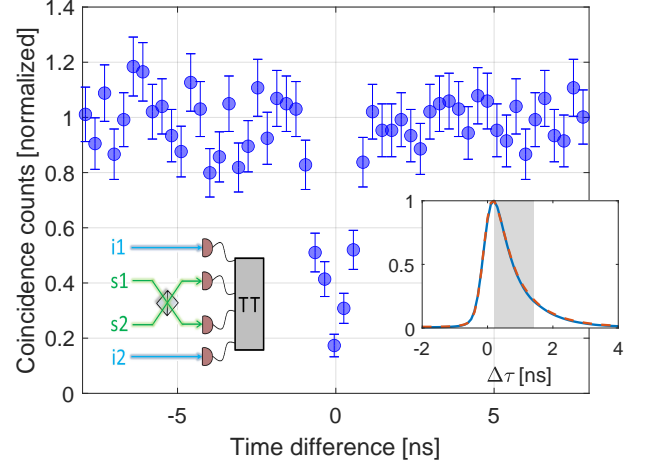 Coincidence counts [normalized]
1.4
1.2
1
0.8
0.6
0.4
0.2
0
-5
0
5
Time difference [ns]
i1
s1
s2
i2
TT
1
0.5
0
-2
0
2
4
Δτ [ns]